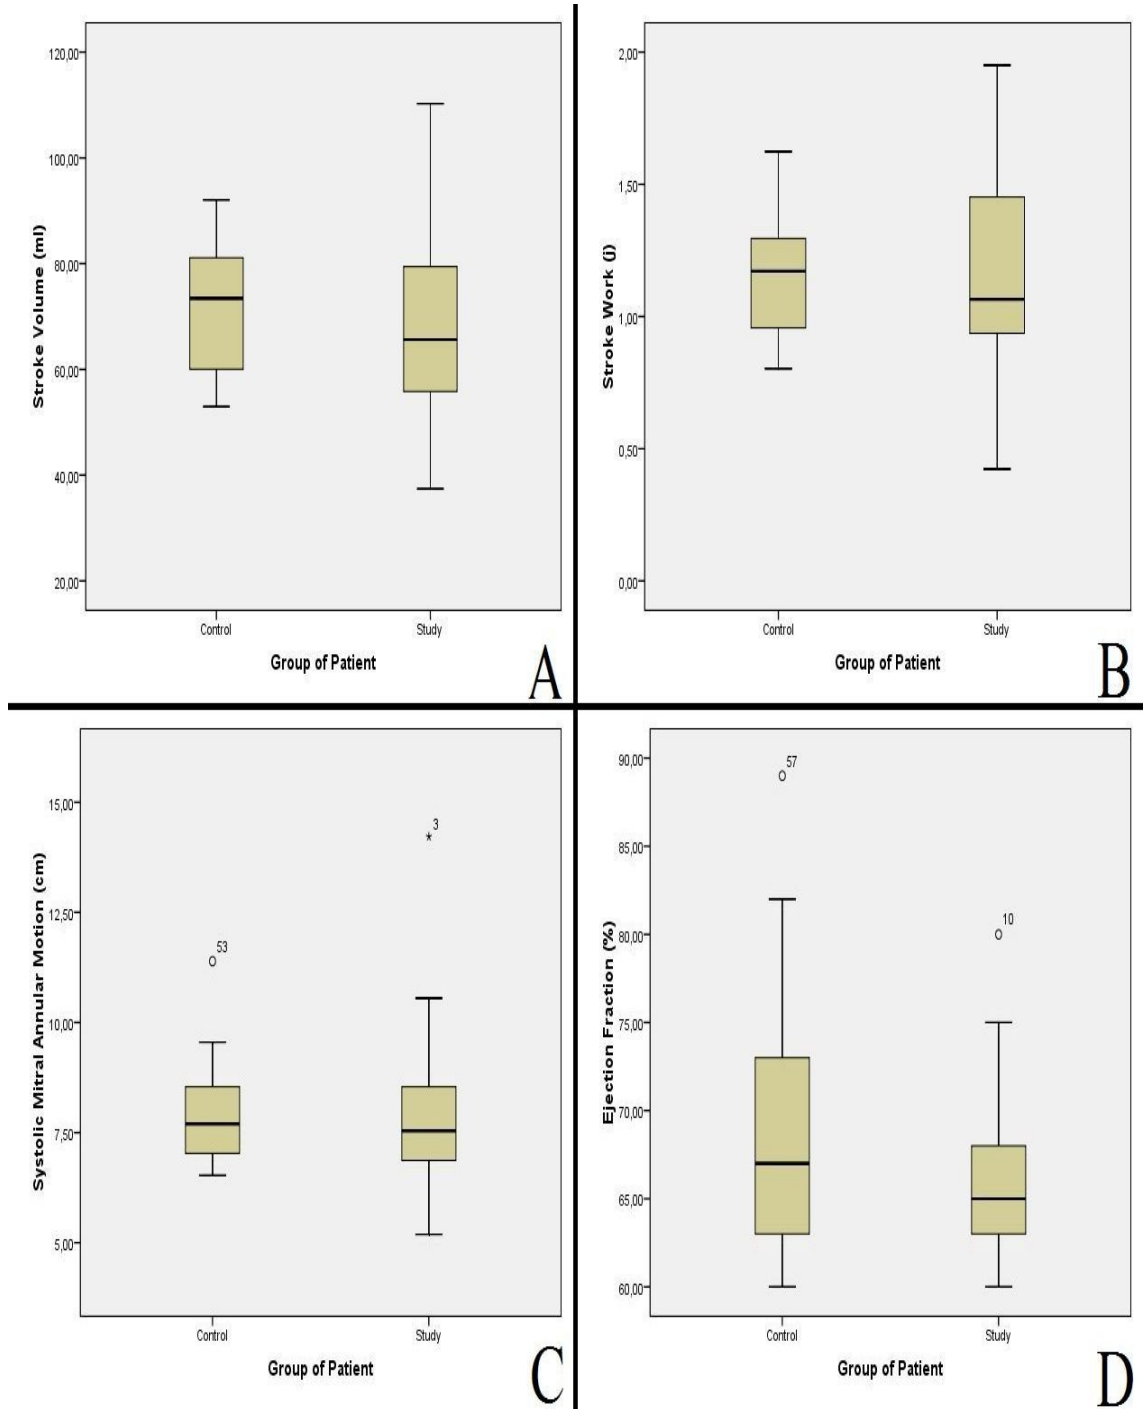 120,00
100,00
80,00
60,00
40,00
20,00
Stroke Volume (ml)
Control
Study
Group of Patient
A
2,00
1,50
1,00
0,50
0,00
Stroke Work (j)
Control
Study
Group of Patient
B
15,00
12,50
10,00
7,50
5,00
Systolic Mitral Annular Motion (cm)
53
3
Control
Study
Group of Patient
C
90,00
85,00
80,00
75,00
70,00
65,00
60,00
Ejection Fraction (%)
57
10
Control
Study
Group of Patient
D